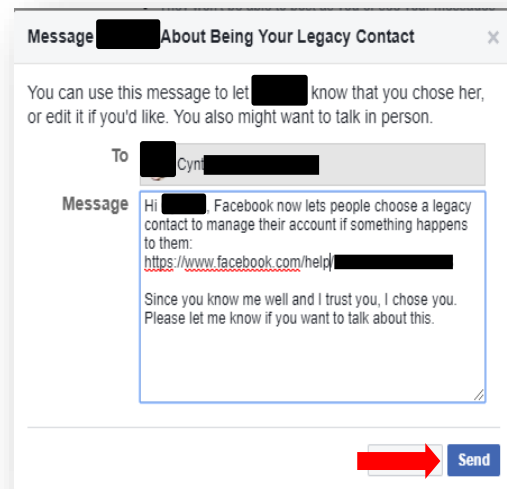 Message About Being Your Legacy Contact ×
You can use this message to let know that you chose her,
or edit it if you'd like. You also might want to talk in person.
To Cynt
Message Hi , Facebook now lets people choose a legacy
contact to manage their account if something happens
to them:
https://www.facebook.com/help/
Since you know me well and I trust you, I chose you.
Please let me know if you want to talk about this.
Send